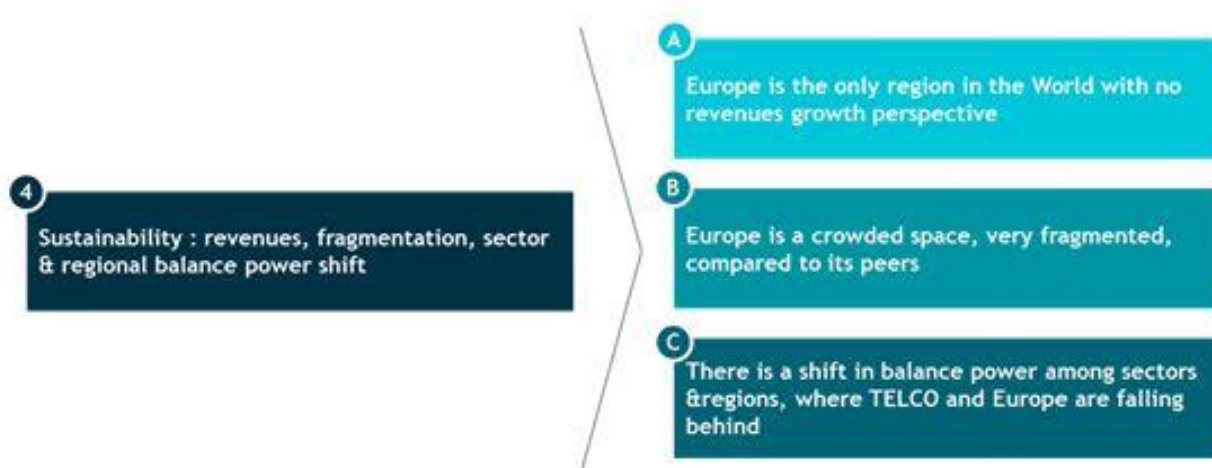 4
Sustainability : revenues, fragmentation, sector
& regional balance power shift
A
Europe is the only region in the World with no
revenues growth perspective
B
Europe is a crowded space, very fragmented,
compared to its peers
C
There is a shift in balance power among sectors
&regions, where TELCO and Europe are falling
behind